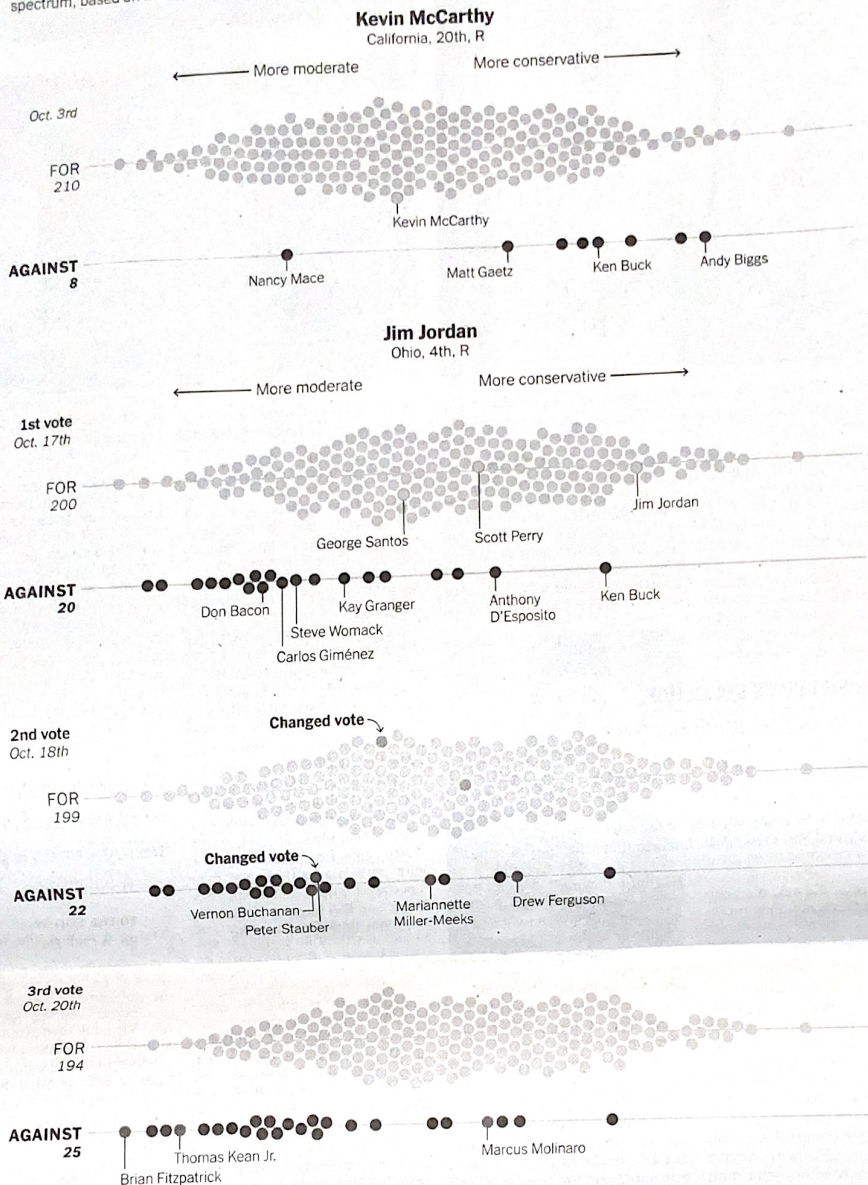 spectrum, based
Kevin McCarthy
California, 20th, R
More moderate
More conservative
Oct. 3rd
FOR
210
Kevin McCarthy
AGAINST
8
Nancy Mace
Matt Gaetz
Ken Buck
Andy Biggs
Jim Jordan
Ohio, 4th, R
More moderate
More conservative
1st vote
Oct. 17th
FOR
200
George Santos
Scott Perry
Jim Jordan
AGAINST
20
Don Bacon
Kay Granger
Anthony
D'Esposito
Ken Buck
Steve Womack
Carlos Giménez
2nd vote
Oct. 18th
Changed vote
FOR
199
Changed vote
AGAINST
22
Vernon Buchanan
Peter Stauber
Mariannette
Miller-Meeks
Drew Ferguson
3rd vote
Oct. 20th
FOR
194
AGAINST
25
Thomas Kean Jr.
Marcus Molinaro
Brian Fitzpatrick